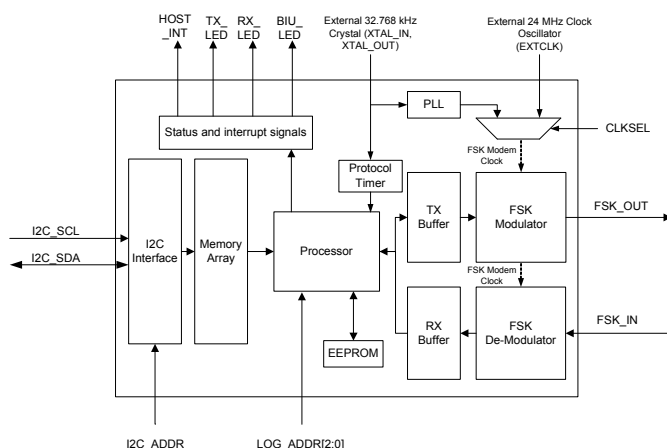 HOST
_INT
TX_
LED
RX_
LED
BIU_
LED
External 32.768 kHz
Crystal (XTAL_IN,
XTAL_OUT)
External 24 MHz Clock
Oscillator
(EXTCLK)
PLL
CLKSEL
Status and interrupt signals
FSK Modem
Clock
Protocol
Timer
I2C_SCL
I2C_SDA
I2C
Interface
Memory
Array
Processor
TX
Buffer
FSK
Modulator
FSK_OUT
FSK Modem
Clock
RX
Buffer
FSK
De-Modulator
FSK_IN
EEPROM
I2C_ADDR
LOG_ADDR[2:0]